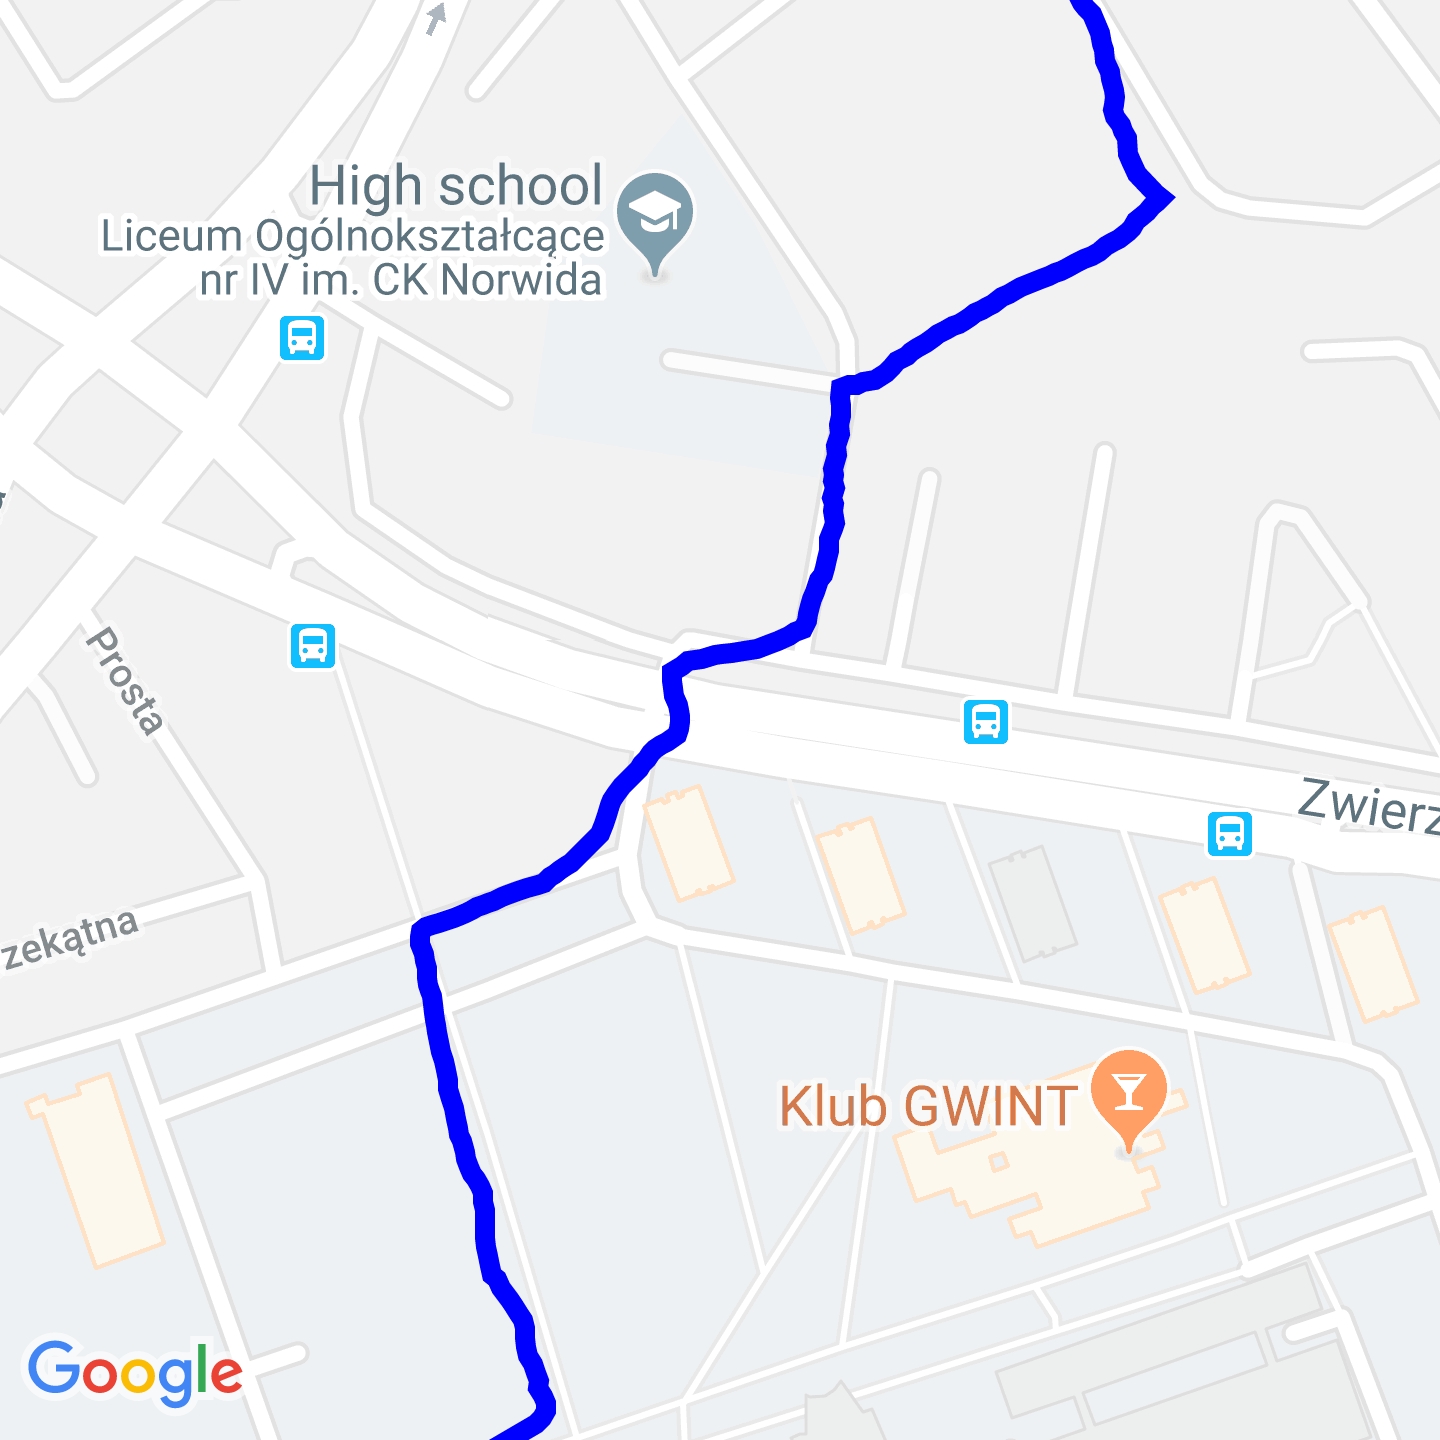 High school
Liceum Ogólnokształcące
nr IV im. CK Norwida
Prosta
Zwierz
zekątna
Klub GWINT
Google